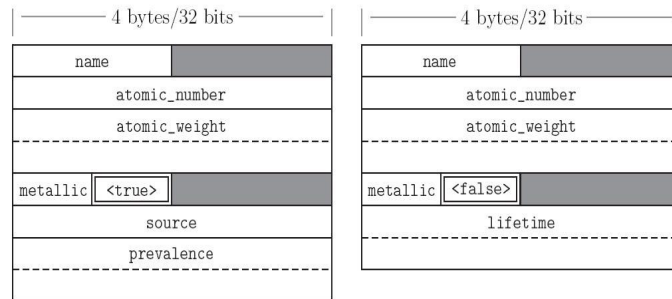 4 bytes/32 bits
name
atomic_number
atomic_weight
metallic <true>
source
prevalence
4 bytes/32 bits
name
atomic_number
atomic_weight
metallic <false>
lifetime